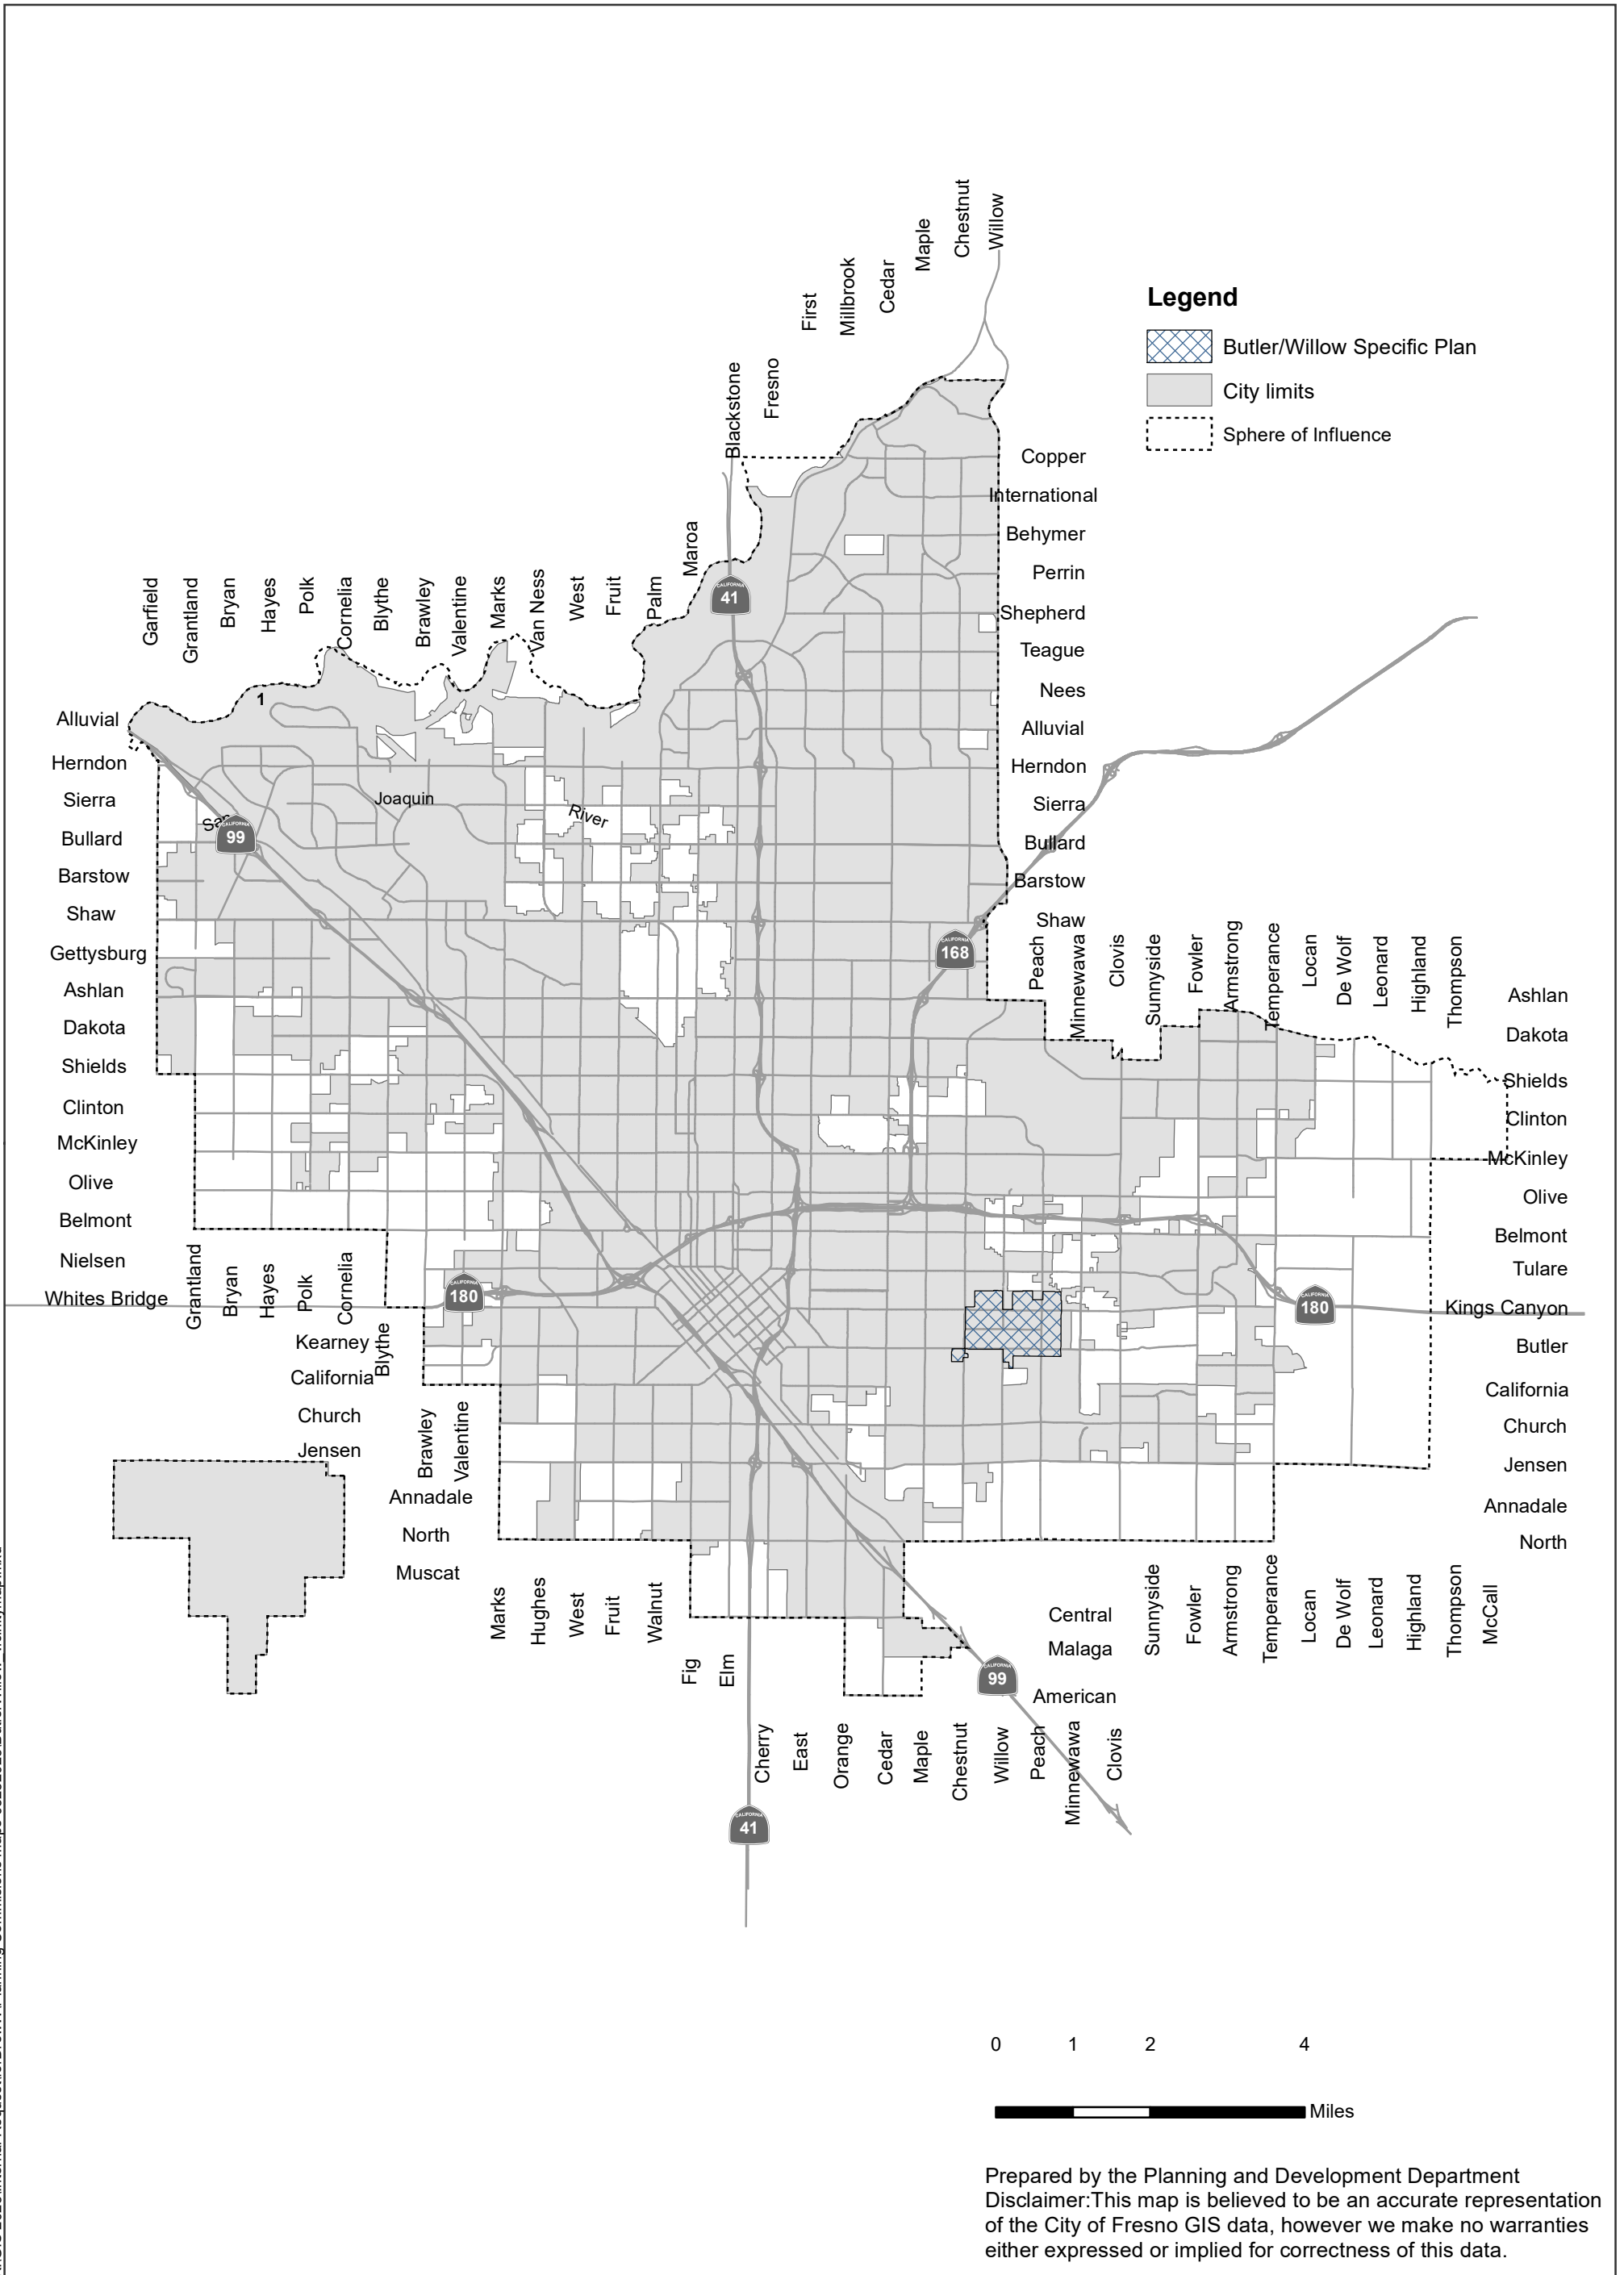 Chestnut
Willow
Maple
Cedar
Millbrook
First
Fresno
Blackstone
Legend
Butler/Willow Specific Plan
City limits
Sphere of Influence
Copper
International
Behymer
Perrin
Shepherd
Teague
Nees
Alluvial
Herndon
Sierra
Bullard
Barstow
Shaw
Maroa
Palm
Fruit
West
Van Ness
Marks
Valentine
Brawley
Blythe
Cornelia
Polk
Hayes
Bryan
Grantland
Garfield
CALIFORNIA
41
1
Alluvial
Herndon
Sierra
Bullard
Barstow
Shaw
Gettysburg
Ashlan
Dakota
Shields
Clinton
McKinley
Olive
Belmont
Nielsen
Whites Bridge
San
Joaquin
River
CALIFORNIA
99
CALIFORNIA
168
Peach
Minnewawa
Clovis
Sunnyside
Fowler
Armstrong
Temperance
Locan
De Wolf
Leonard
Highland
Thompson
Ashlan
Dakota
Shields
Clinton
McKinley
Olive
Belmont
Tulare
Kings Canyon
Butler
California
Church
Jensen
Annadale
North
Grantland
Bryan
Hayes
Polk
Cornelia
Blythe
CALIFORNIA
180
CALIFORNIA
180
Kearney
California
Church
Jensen
Brawley
Valentine
Annadale
North
Muscat
Marks
Hughes
West
Fruit
Walnut
Fig
Elm
Cherry
East
Orange
Cedar
Maple
Chestnut
Willow
Peach
Minnewawa
Clovis
Central
Malaga
American
CALIFORNIA
99
Sunnyside
Fowler
Armstrong
Temperance
Locan
De Wolf
Leonard
Highland
Thompson
McCall
CALIFORNIA
41
0 1 2 4
Miles
Prepared by the Planning and Development Department
Disclaimer:This map is believed to be an accurate representation
of the City of Fresno GIS data, however we make no warranties
either expressed or implied for correctness of this data.